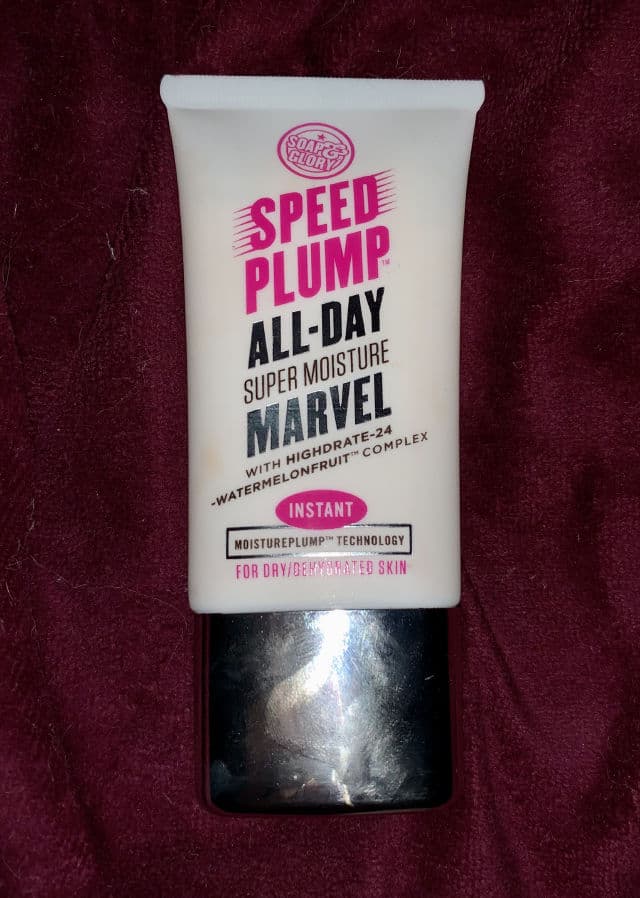 SOAP &
GLORY
SPEED
PLUMP™
ALL-DAY
SUPER MOISTURE
MARVEL
WITH HIGHDRATE-24
-WATERMELONFRUIT™ COMPLEX
INSTANT
MOISTUREPLUMP™ TECHNOLOGY
FOR DRY/DEHYDRATED SKIN